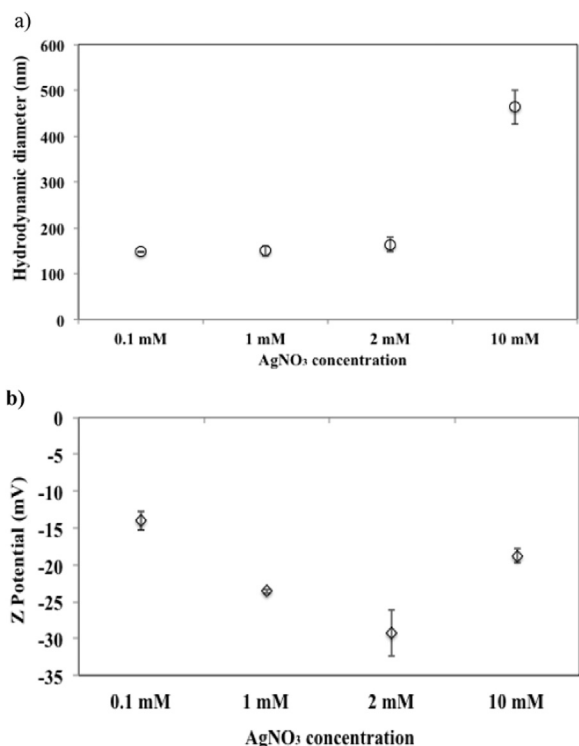 a)
600
500
400
300
200
100
0
Hydrodynamic diameter (nm)
0.1 mM 1 mM 2 mM 10 mM
AgNO₃ concentration
b)
0
-5
-10
-15
-20
-25
-30
-35
Z Potential (mV)
0.1 mM 1 mM 2 mM 10 mM
AgNO₃ concentration